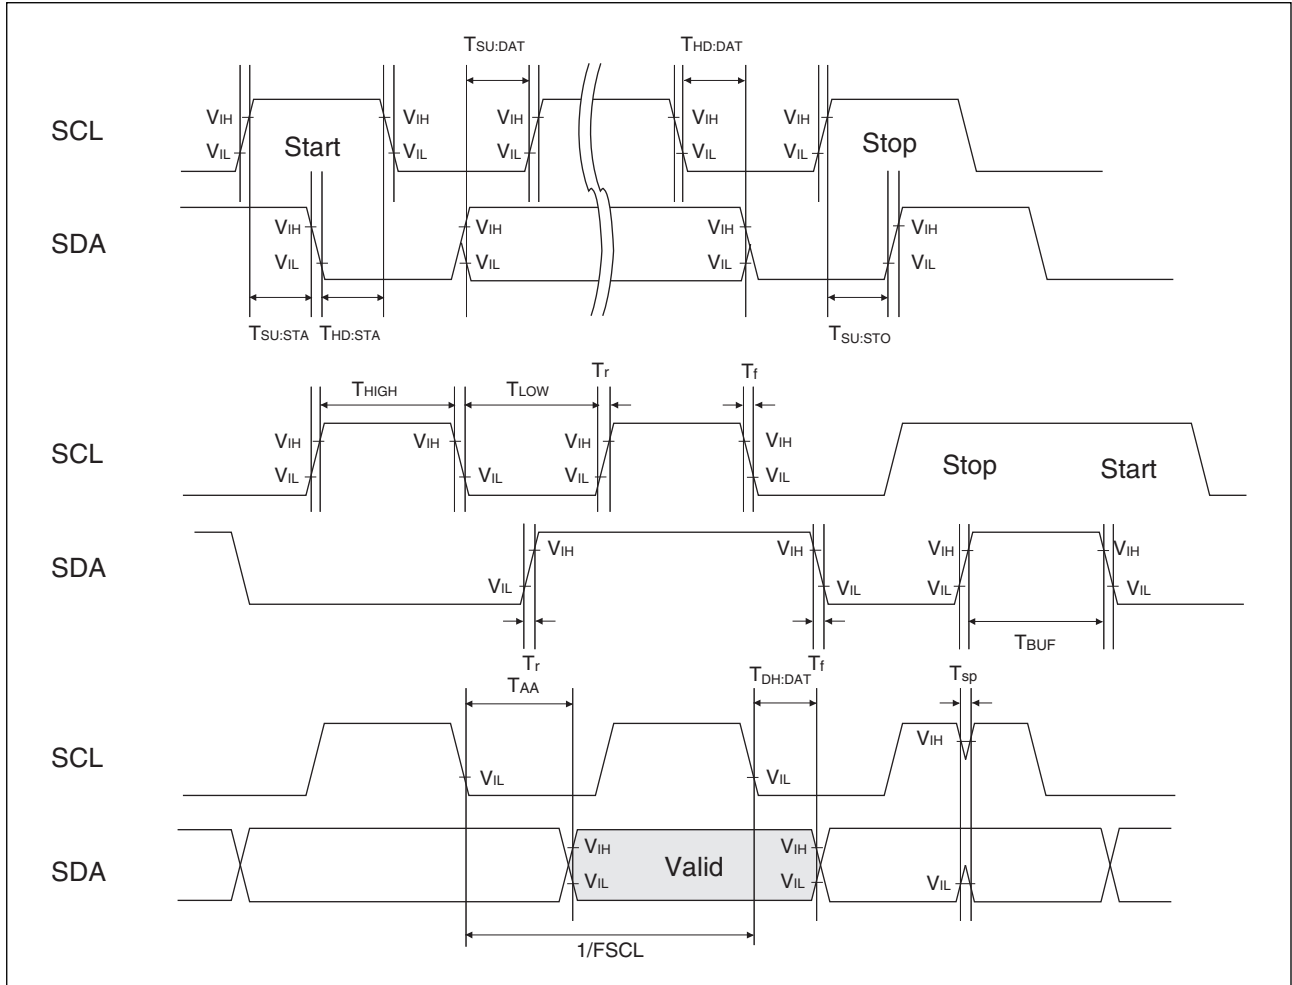 TSU:DAT THD:DAT
SCL VIH VIH VIH VIH VIH
Start Stop
VIL VIL VIL VIL VIL
SDA VIH VIH VIH VIH
VIL VIL VIL VIL
TSU:STA THD:STA TSU:STO
THIGH TLOW Tr Tf
SCL VIH VIH VIH VIH
VIL VIL VIL VIL
Stop Start
SDA VIH VIH VIH VIH
VIL VIL VIL VIL
Tr Tf TBUF
TAA TDH:DAT Tsp
SCL VIH
VIL VIL
SDA VIH Valid VIH
VIL VIL VIL
1/FSCL